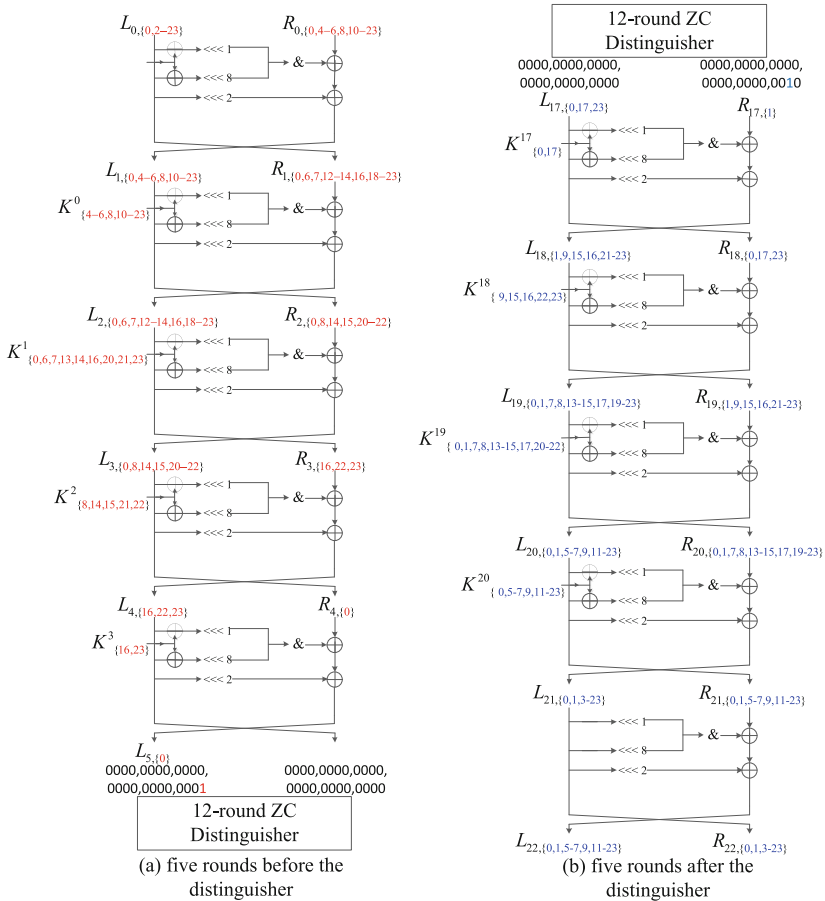 L0,{0,2−23} R0,{0,4−6,8,10−23}
<<< 1
<<< 8 &
<<< 2
L1,{0,4−6,8,10−23} R1,{0,6,7,12−14,16,18−23}
<<< 1
K0{4−6,8,10−23} <<< 8 &
<<< 2
L2,{0,6,7,12−14,16,18−23} R2,{0,8,14,15,20−22}
<<< 1
K1{0,6,7,13,14,16,20,21,23} <<< 8 &
<<< 2
L3,{0,8,14,15,20−22} R3,{16,22,23}
<<< 1
K2{8,14,15,21,22} <<< 8 &
<<< 2
L4,{16,22,23} R4,{0}
<<< 1
K3{16,23} <<< 8 &
<<< 2
L5,{0}
0000,0000,0000, 0000,0000,0000,
0000,0000,0001 0000,0000,0000
12-round ZC
Distinguisher
(a) five rounds before the
distinguisher
12-round ZC
Distinguisher
0000,0000,0000, 0000,0000,0000,
0000,0000,0000 0000,0000,0010
L17,{0,17,23} R17,{1}
<<< 1
K17{0,17} <<< 8 &
<<< 2
L18,{1,9,15,16,21-23} R18,{0,17,23}
<<< 1
K18{ 9,15,16,22,23} <<< 8 &
<<< 2
L19,{0,1,7,8,13-15,17,19-23} R19,{1,9,15,16,21-23}
<<< 1
K19{ 0,1,7,8,13-15,17,20-22} <<< 8 &
<<< 2
L20,{0,1,5-7,9,11-23} R20,{0,1,7,8,13-15,17,19-23}
<<< 1
K20{ 0,5-7,9,11-23} <<< 8 &
<<< 2
L21,{0,1,3-23} R21,{0,1,5-7,9,11-23}
<<< 1
<<< 8 &
<<< 2
L22,{0,1,5-7,9,11-23} R22,{0,1,3-23}
(b) five rounds after the
distinguisher